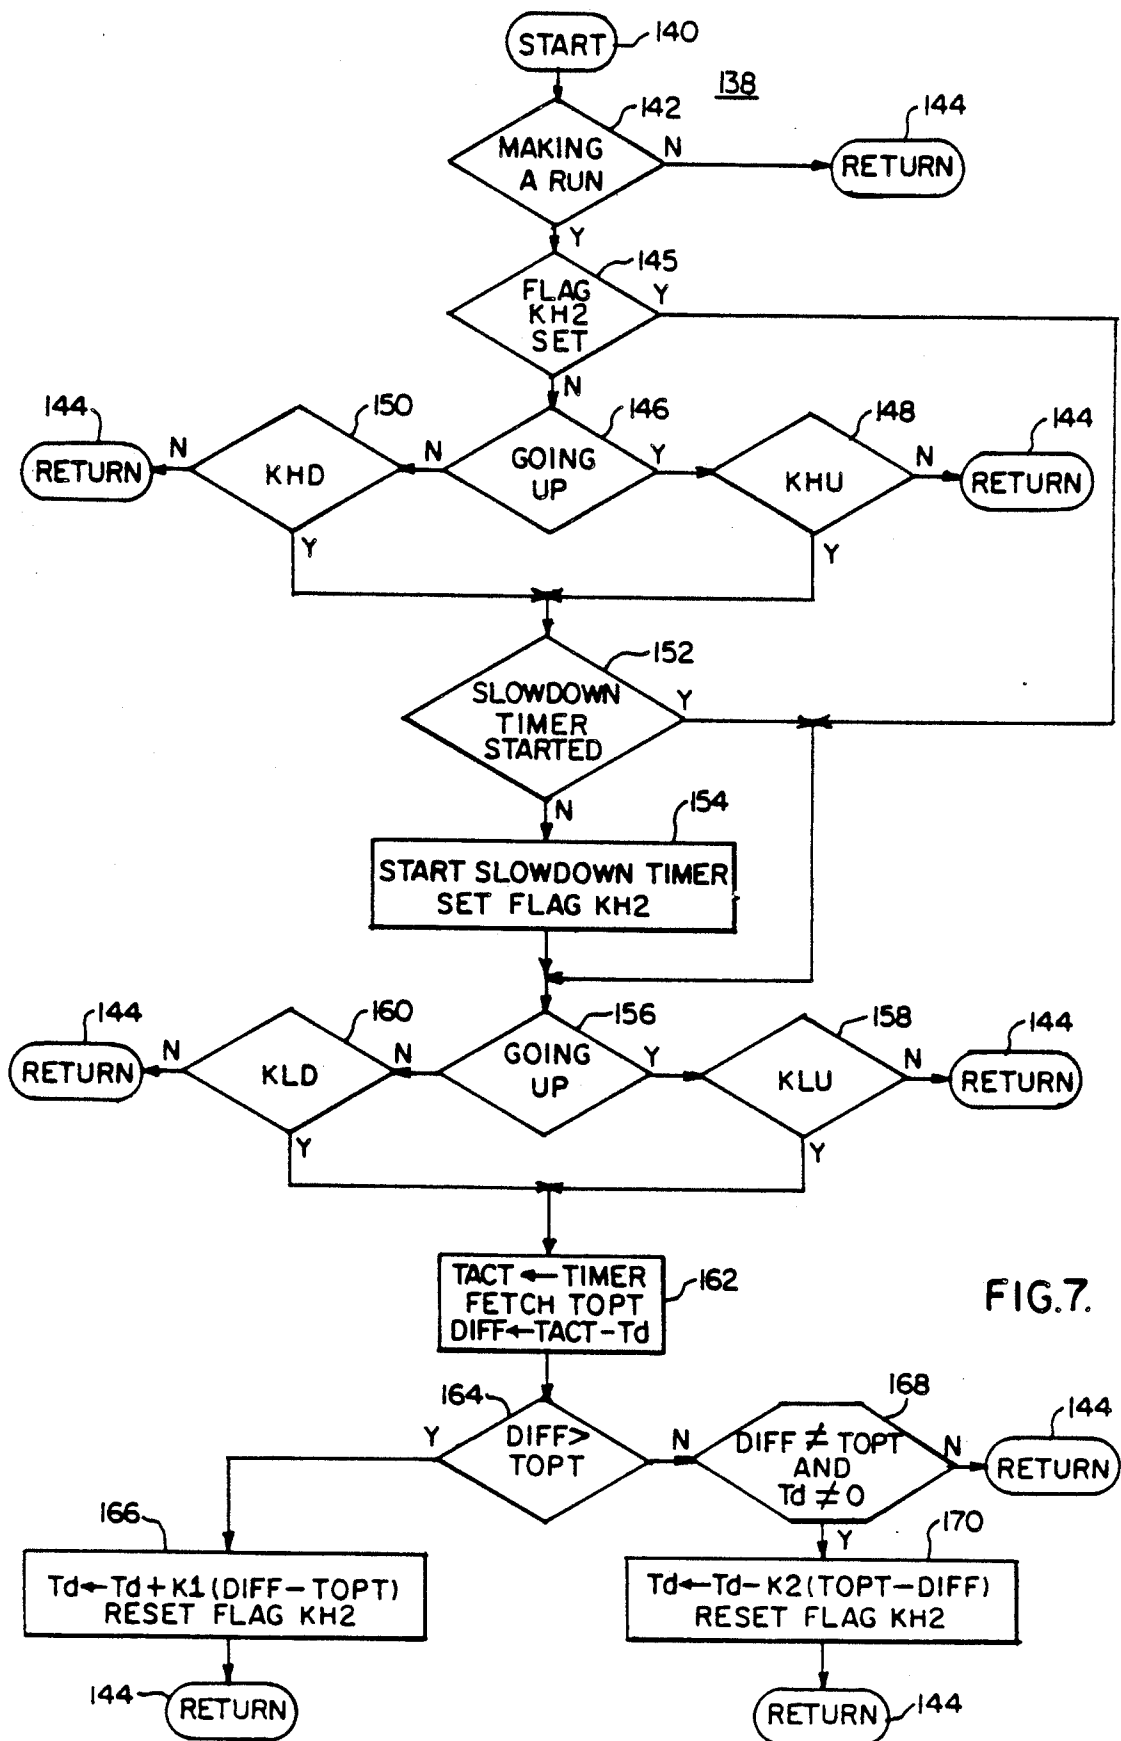 START
140
138
142
MAKING
A RUN
N
144
RETURN
Y
145
FLAG
KH2
SET
Y
N
144
RETURN
N
150
KHD
Y
N
146
GOING
UP
Y
148
KHU
N
Y
144
RETURN
152
SLOWDOWN
TIMER
STARTED
Y
N
154
START SLOWDOWN TIMER
SET FLAG KH2
144
RETURN
N
160
KLD
Y
N
156
GOING
UP
Y
158
KLU
N
Y
144
RETURN
TACT ← TIMER
FETCH TOPT
DIFF←TACT-Td
162
FIG.7.
164
DIFF>
TOPT
Y
N
168
DIFF ≠ TOPT
AND
Td ≠ 0
N
Y
144
RETURN
166
Td←Td+K1(DIFF-TOPT)
RESET FLAG KH2
170
Td←Td-K2(TOPT-DIFF)
RESET FLAG KH2
144
RETURN
RETURN
144